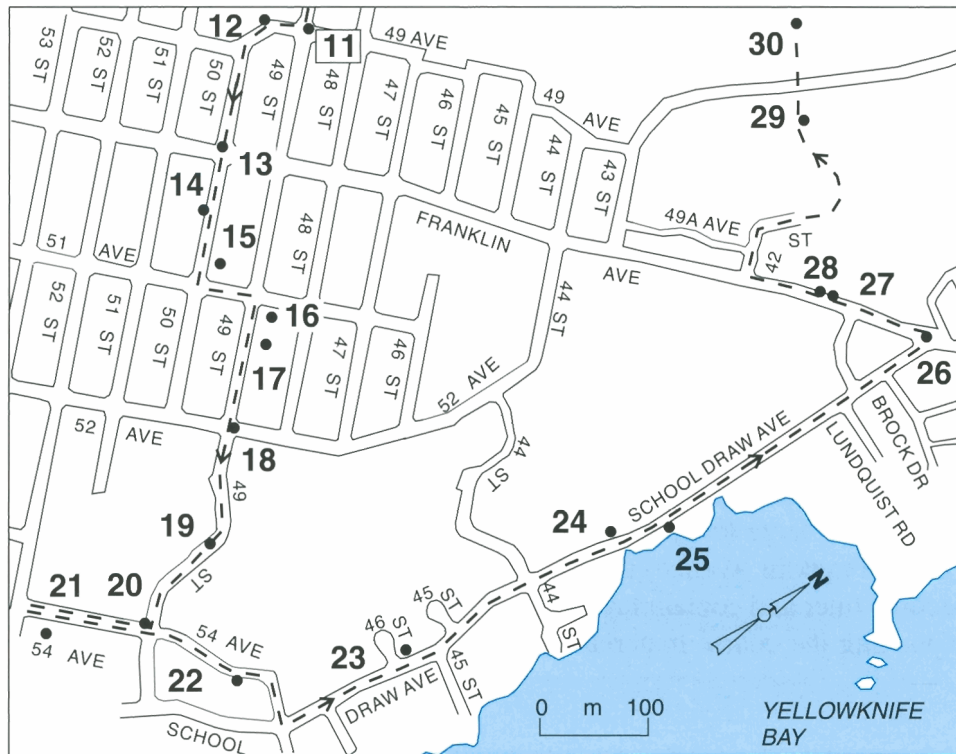 12
11
49 AVE
30
53 ST
52 ST
51 ST
50 ST
49 ST
48 ST
47 ST
46 ST
45 ST
44 ST
43 ST
49
AVE
29
13
14
15
48 ST
FRANKLIN
AVE
49A AVE
42
ST
28
27
51
AVE
52 ST
51 ST
50 ST
49 ST
16
17
47 ST
46 ST
44 ST
52 AVE
26
52
AVE
18
44
ST
SCHOOL DRAW AVE
LUNDQUIST RD
BROCK DR
49
ST
19
24
25
N
21
20
54 AVE
54 AVE
22
46
ST
45
ST
23
45 ST
44
ST
SCHOOL
DRAW AVE
0 m 100
YELLOWKNIFE
BAY